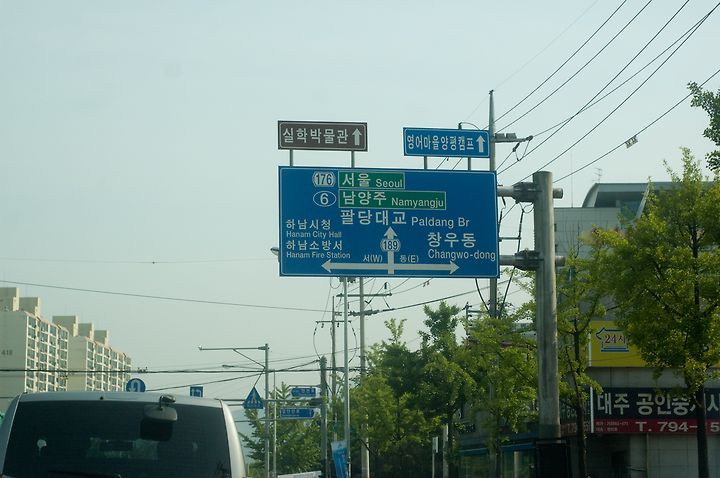 실학박물관
영어마을양평캠프
176 서울 Seoul
6 남양주 Namyangju
팔당대교 Paldang Br
하남시청
Hanam City Hall
하남소방서
Hanam Fire Station
189
창우동
Changwo-dong
서(W) 동(E)
24시
대주 공인중
T. 794-5
418